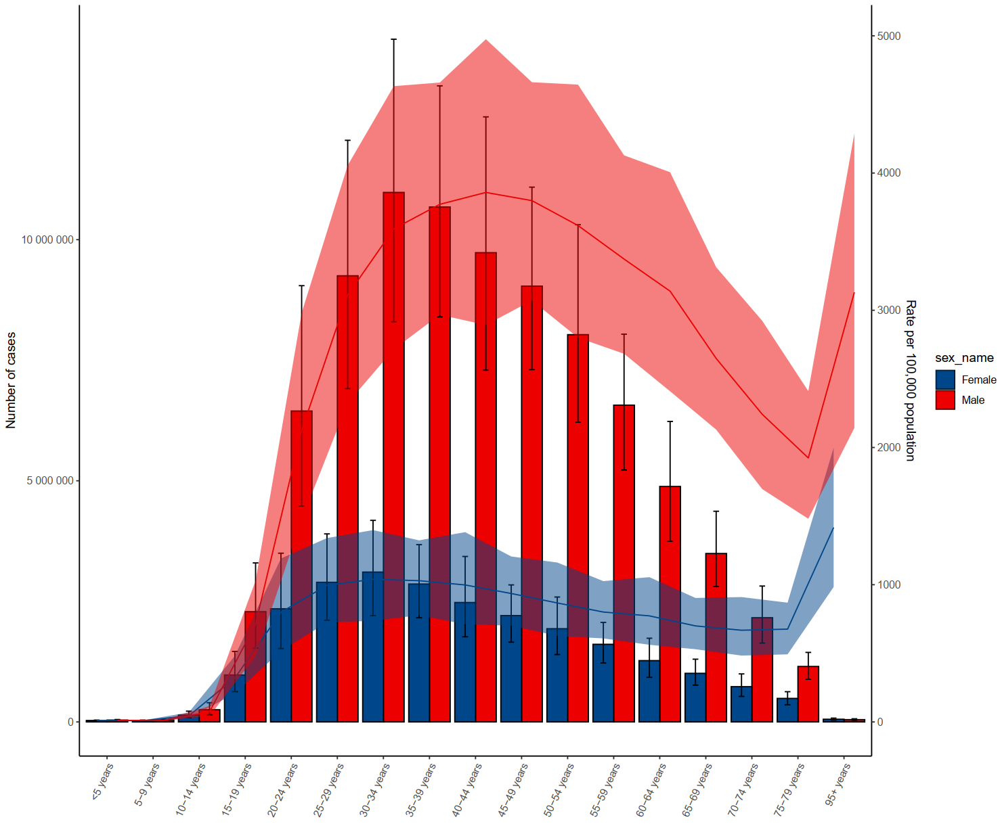 Number of cases
10 000 000
5 000 000
0
5000
4000
3000
2000
1000
0
Rate per 100,000 population
sex_name
Female
Male
<5 years
5−9 years
10−14 years
15−19 years
20−24 years
25−29 years
30−34 years
35−39 years
40−44 years
45−49 years
50−54 years
55−59 years
60−64 years
65−69 years
70−74 years
75−79 years
95+ years